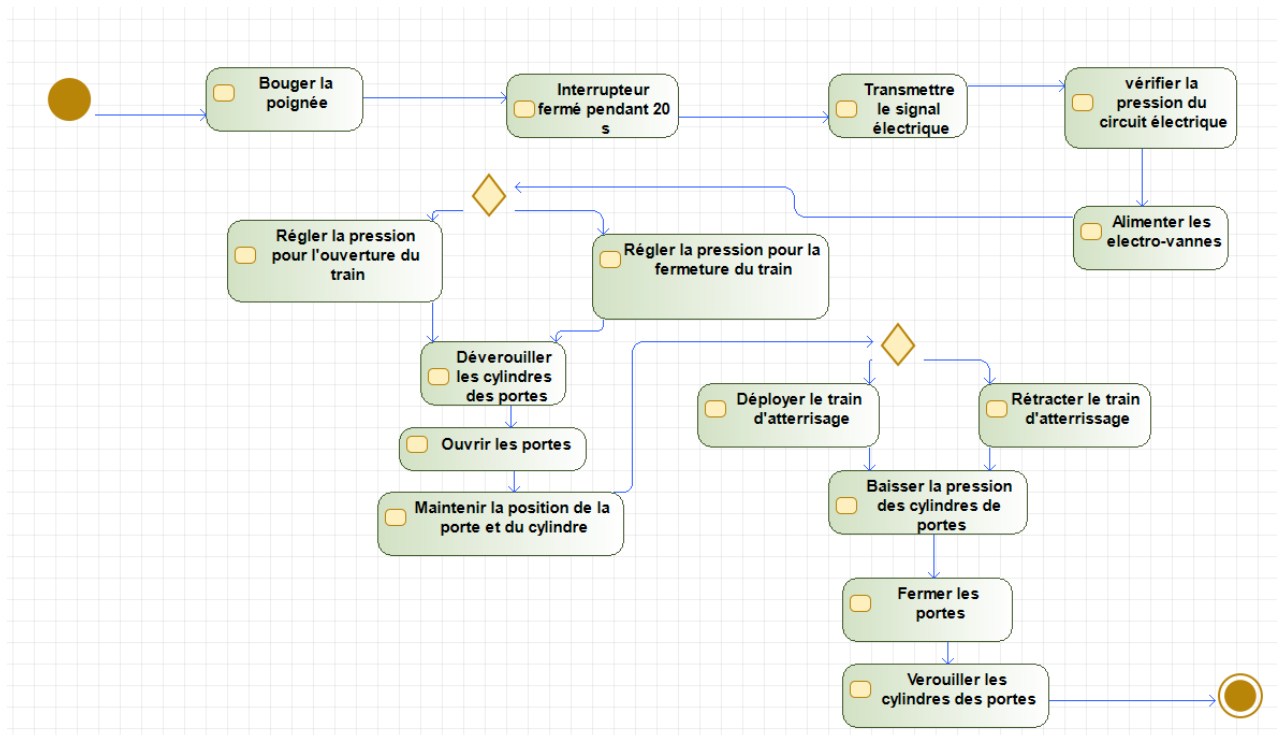 Bouger la
poignée
Interrupteur
fermé pendant 20
s
Transmettre
le signal
électrique
vérifier la
pression du
circuit électrique
Alimenter les
electro-vannes
Régler la pression
pour l'ouverture du
train
Régler la pression pour la
fermeture du train
Déverouiller
les cylindres
des portes
Ouvrir les portes
Maintenir la position de la
porte et du cylindre
Déployer le train
d'atterrisage
Rétracter le train
d'atterrissage
Baisser la pression
des cylindres de
portes
Fermer les
portes
Verouiller les
cylindres des portes